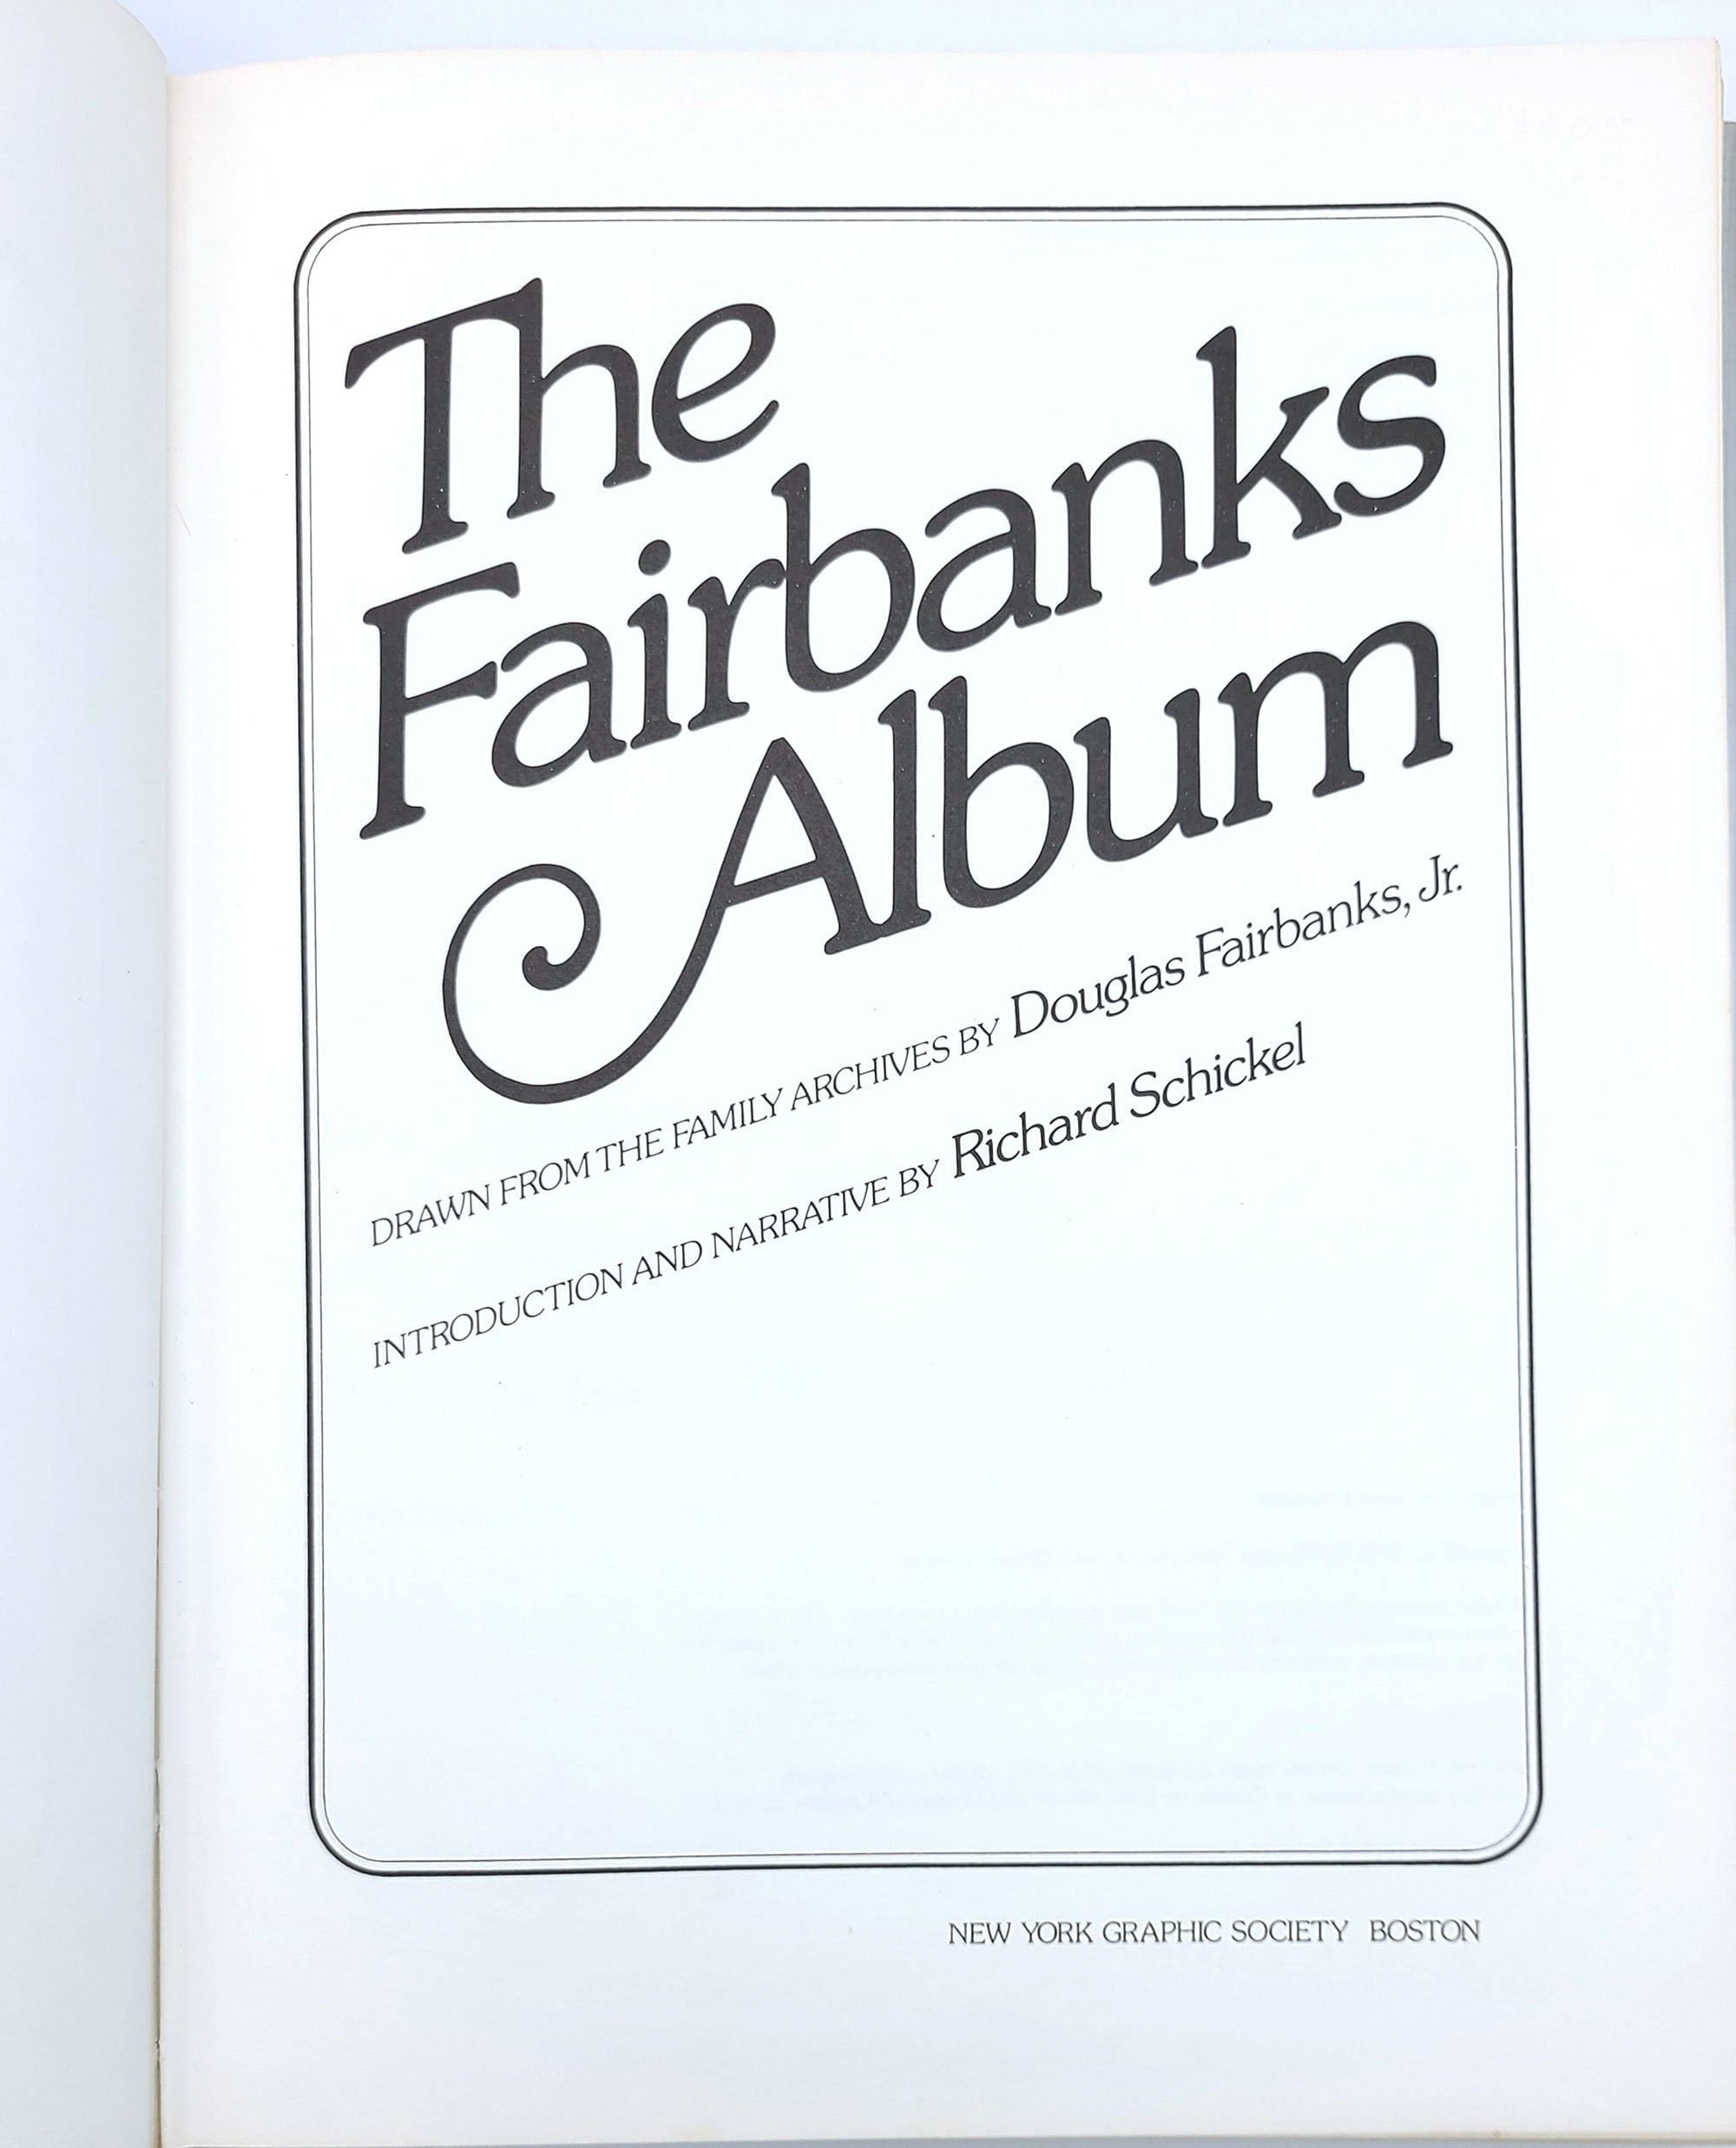 The
Fairbanks
Album
DRAWN FROM THE FAMILY ARCHIVES BY Douglas Fairbanks, Jr.
INTRODUCTION AND NARRATIVE BY Richard Schickel
NEW YORK GRAPHIC SOCIETY BOSTON